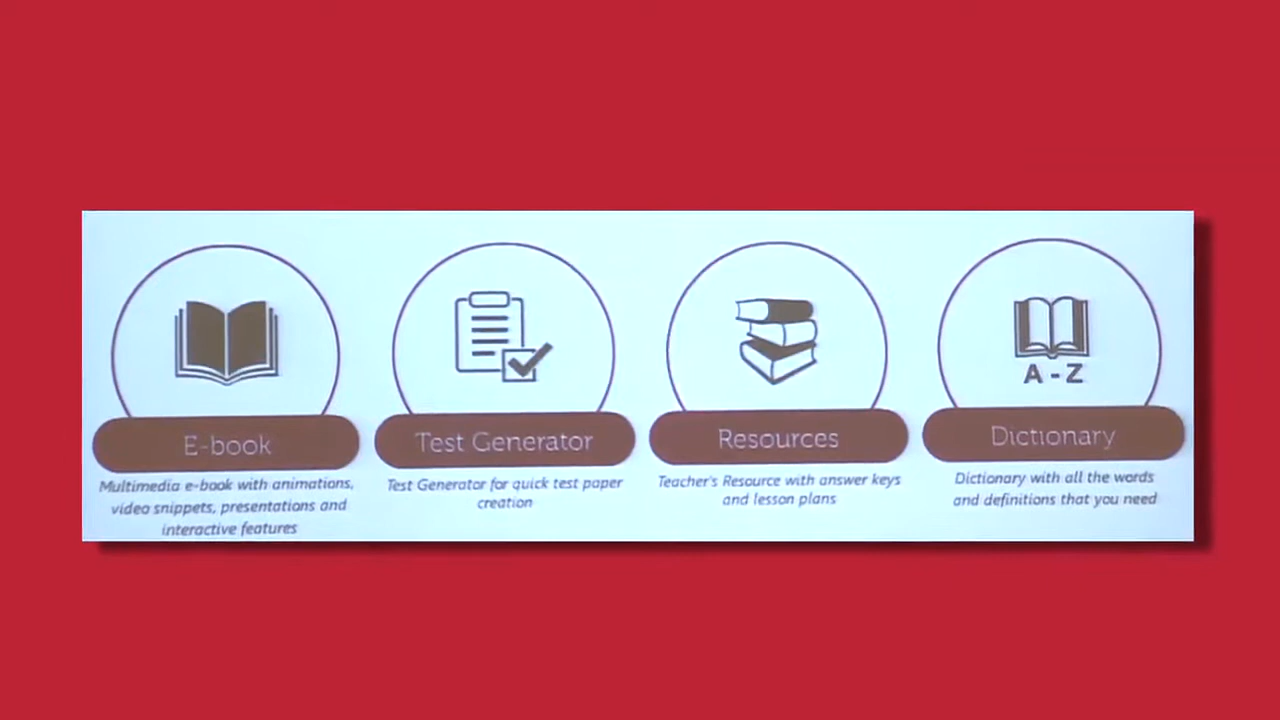 A - Z
E-book
Test Generator
Resources
Dictionary
Multimedia e-book with animations,
video snippets, presentations and
interactive features
Test Generator for quick test paper
creation
Teacher's Resource with answer keys
and lesson plans
Dictionary with all the words
and definitions that you need